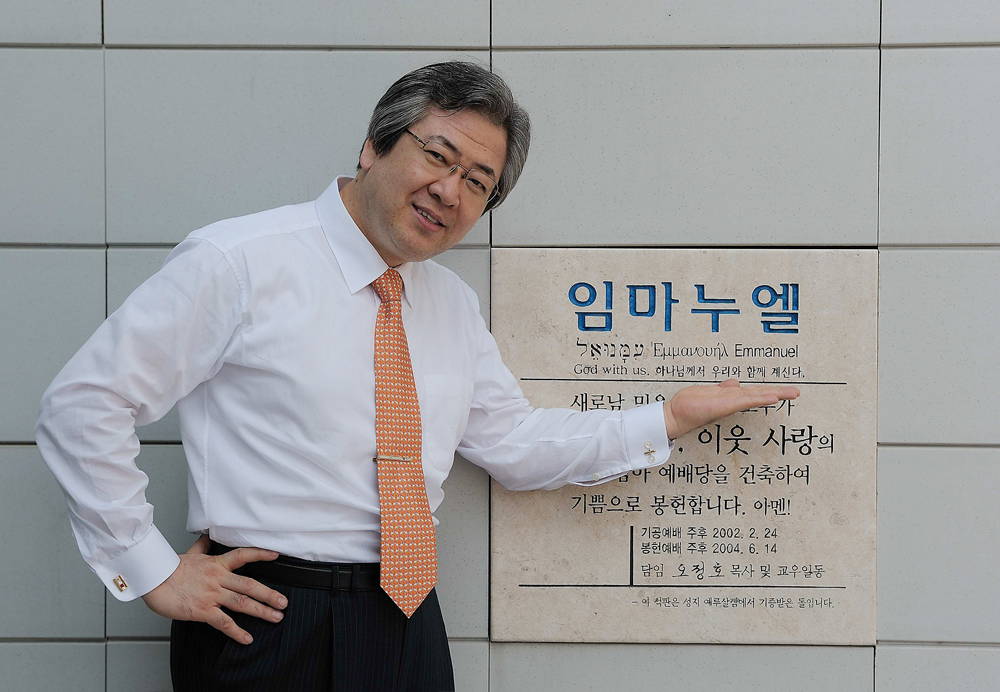 임마누엘
עִמָּנוּאֵל Ἐμμανουήλ Emmanuel
God with us. 하나님께서 우리와 함께 계신다.
새로남
이웃 사랑의
예배당을 건축하여
기쁨으로 봉헌합니다. 아멘!
기공예배 주후 2002. 2. 24
봉헌예배 주후 2004. 6. 14
담임 오정호 목사 및 교우일동
- 이 석판은 성지 예루살렘에서 기증받은 돌입니다.